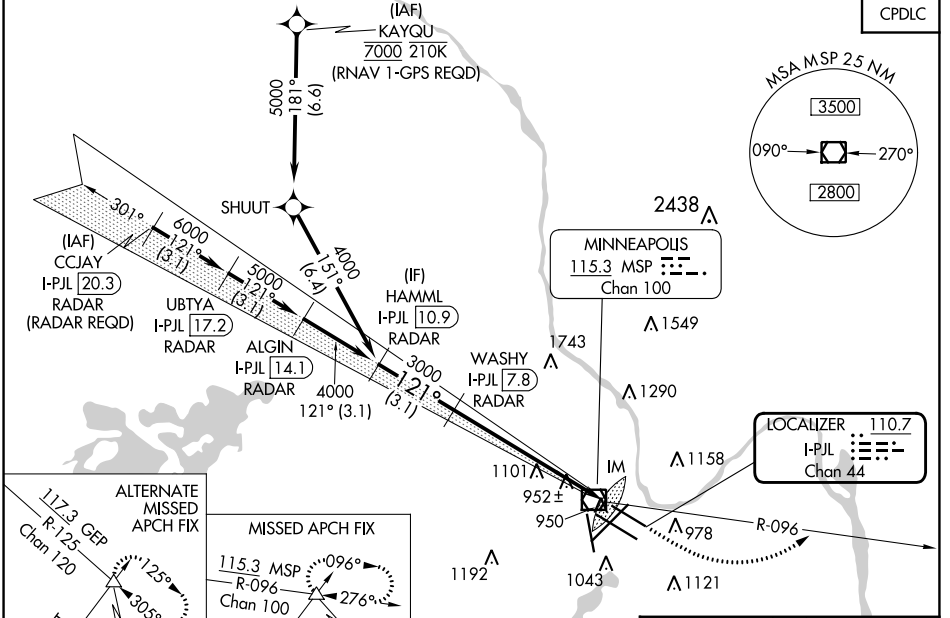 CPDLC
(IAF)
KAYQU
7000 210K
(RNAV 1-GPS REQD)
5000
181°
(6.6)
MSA MSP 25 NM
3500
090°
270°
2800
SHUUT
4000
151°
(6.4)
301°
6000
121°
(3.1)
5000
121°
(3.1)
(IAF)
CCJAY
I-PJL 20.3
RADAR
(RADAR REQD)
UBTYA
I-PJL 17.2
RADAR
ALGIN
I-PJL 14.1
RADAR
4000
121° (3.1)
(IF)
HAMML
I-PJL 10.9
RADAR
3000
121°
(3.1)
WASHY
I-PJL 7.8
RADAR
2438
MINNEAPOLIS
115.3 MSP
Chan 100
1549
1743
1290
LOCALIZER 110.7
I-PJL
Chan 44
1158
1101
952±
950
IM
978
R-096
1192
1043
1121
ALTERNATE
MISSED
APCH FIX
117.3 GEP
R-125
Chan 120
125°
305°
MISSED APCH FIX
115.3 MSP
R-096
Chan 100
096°
276°